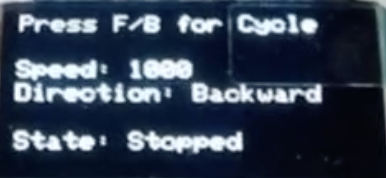 Press F/B for Cycle
Speed: 1000
Direction: Backward
State: Stopped